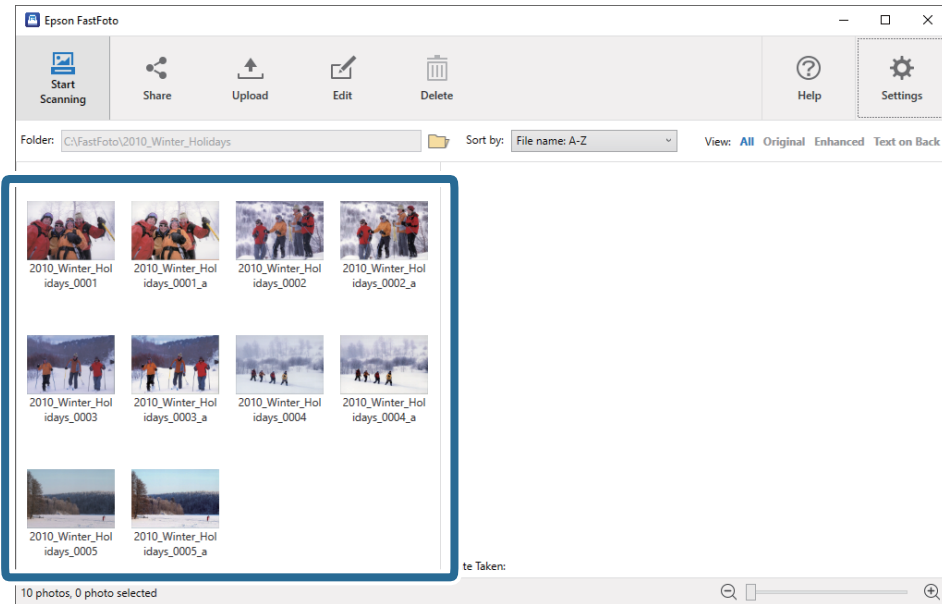 Epson FastFoto
Start
Scanning
Share
Upload
Edit
Delete
Help
Settings
Folder: C:\FastFoto\2010_Winter_Holidays
Sort by: File name: A-Z
View: All Original Enhanced Text on Back
2010_Winter_Hol
idays_0001
2010_Winter_Hol
idays_0001_a
2010_Winter_Hol
idays_0002
2010_Winter_Hol
idays_0002_a
2010_Winter_Hol
idays_0003
2010_Winter_Hol
idays_0003_a
2010_Winter_Hol
idays_0004
2010_Winter_Hol
idays_0004_a
2010_Winter_Hol
idays_0005
2010_Winter_Hol
idays_0005_a
te Taken:
10 photos, 0 photo selected